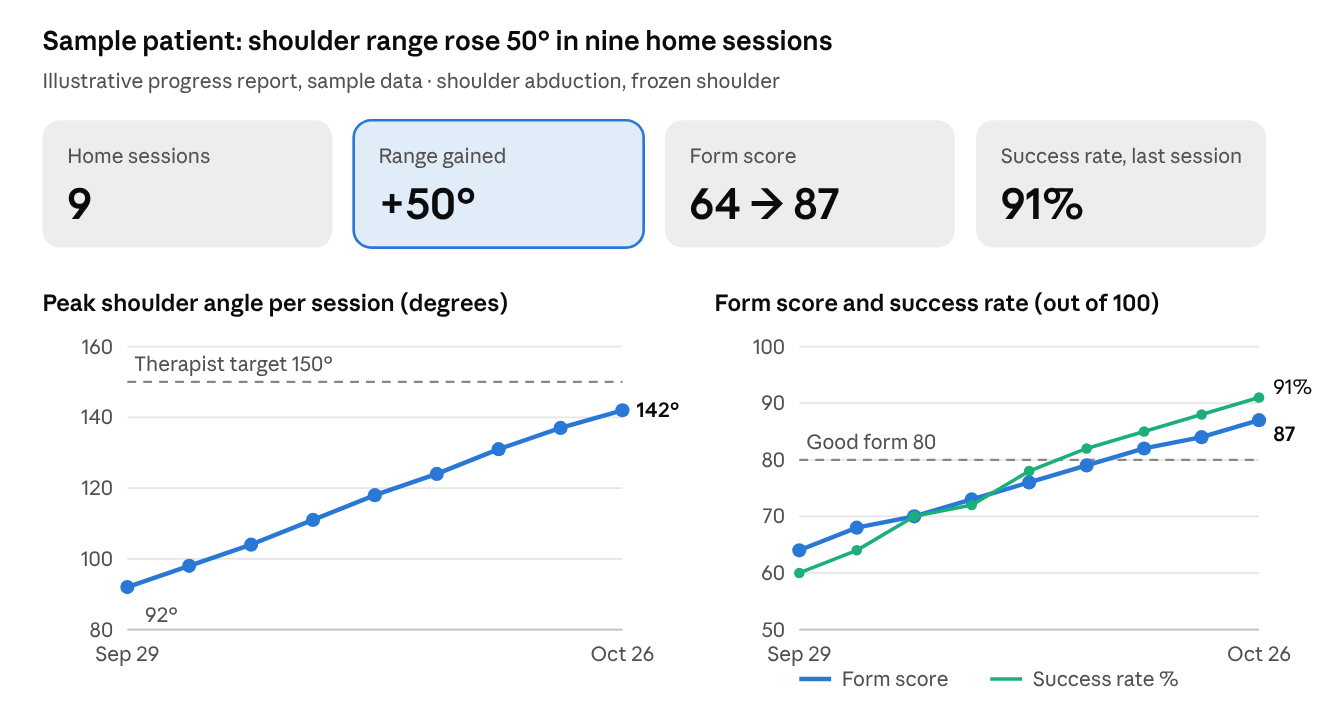 Sample patient: shoulder range rose 50° in nine home sessions
Illustrative progress report, sample data · shoulder abduction, frozen shoulder
Home sessions
9
Range gained
+50°
Form score
64 → 87
Success rate, last session
91%
Peak shoulder angle per session (degrees)
160
Therapist target 150°
140
142°
120
100
92°
80
Sep 29
Oct 26
Form score and success rate (out of 100)
100
91%
90
87
Good form 80
80
70
60
50
Sep 29
Oct 26
Form score
Success rate %